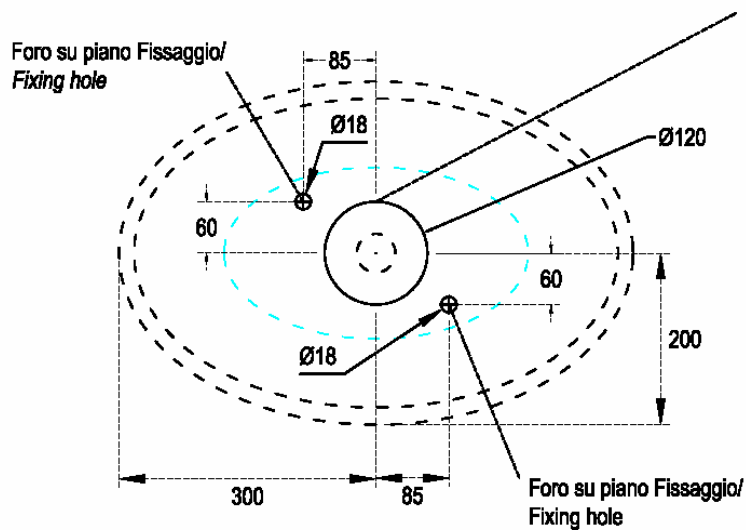 Foro su piano Fissaggio/
Fixing hole
85
Ø18
Ø120
60
60
Ø18
200
300
85
Foro su piano Fissaggio/
Fixing hole